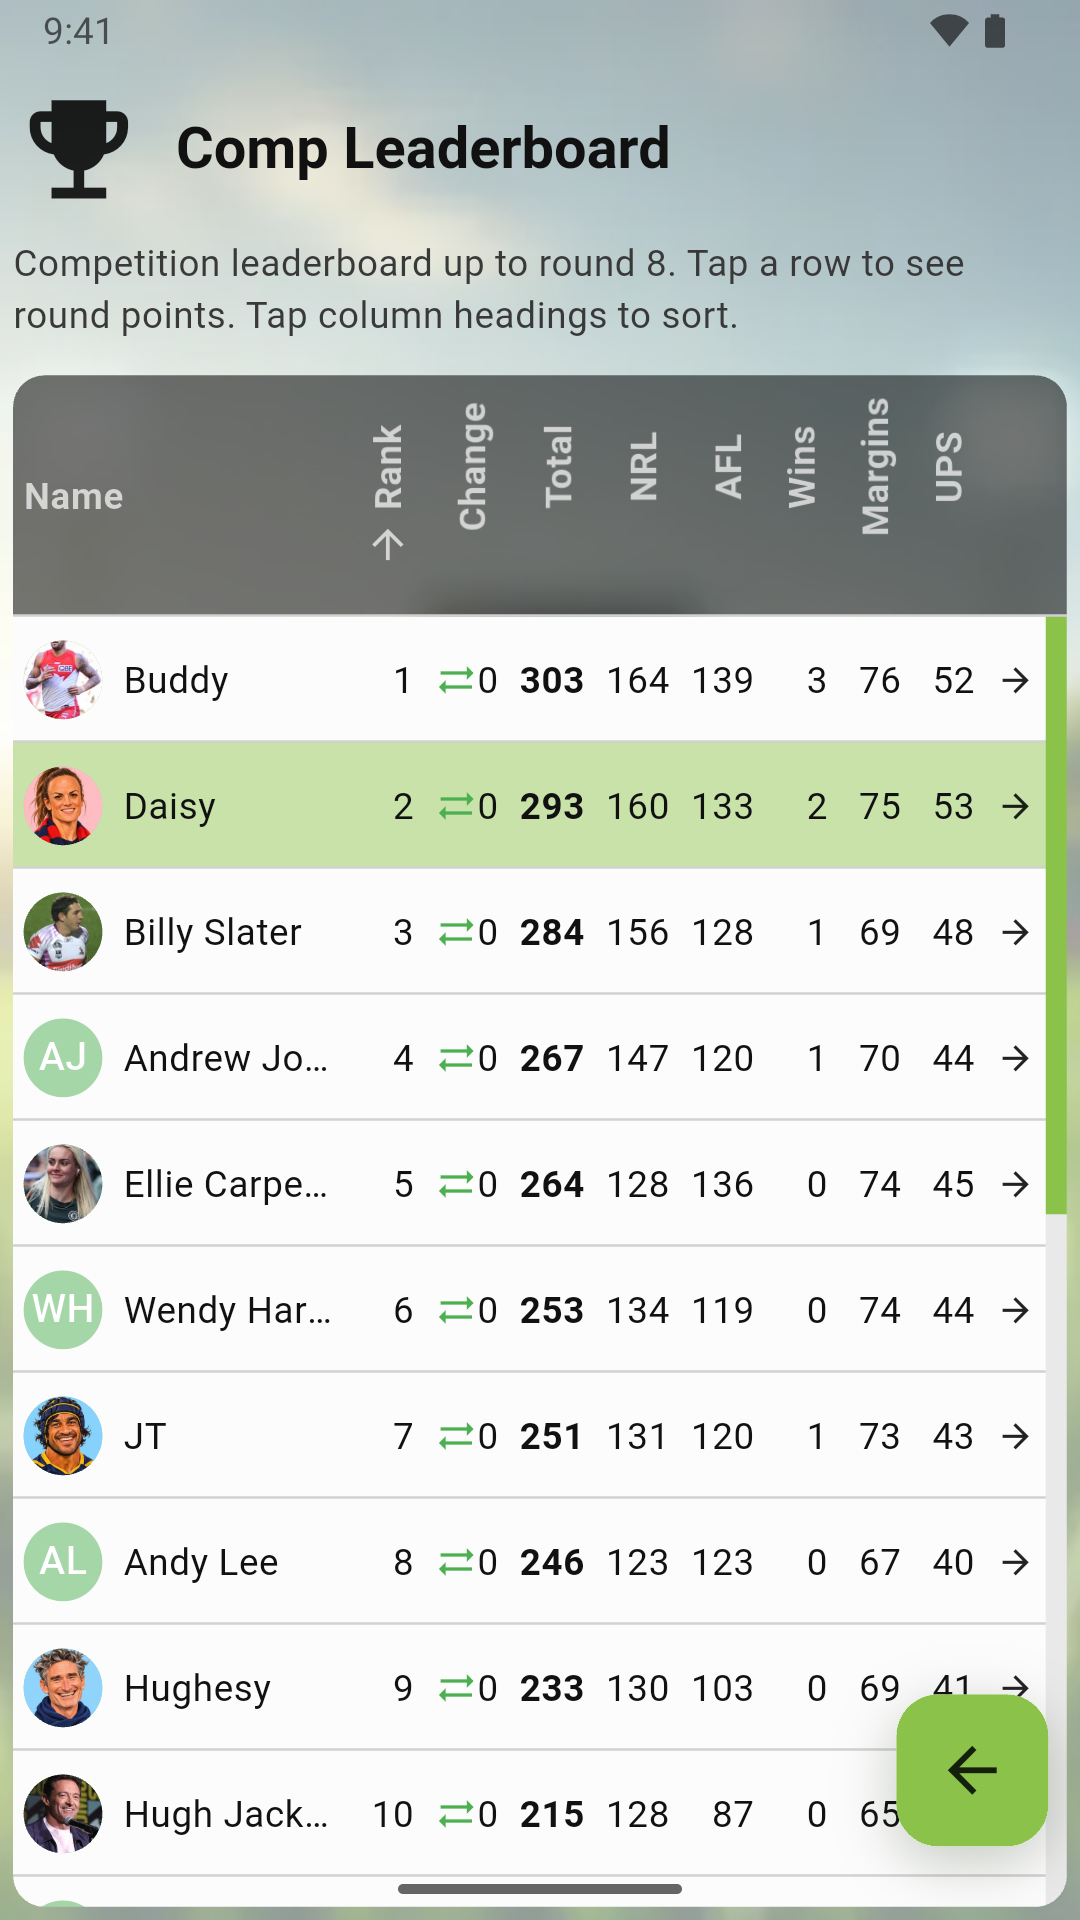 9:41
Comp Leaderboard
Competition leaderboard up to round 8. Tap a row to see
round points. Tap column headings to sort.
Name Rank Change Total NRL AFL Wins Margins UPS
Buddy 1 0 303 164 139 3 76 52
Daisy 2 0 293 160 133 2 75 53
Billy Slater 3 0 284 156 128 1 69 48
AJ Andrew Jo... 4 0 267 147 120 1 70 44
Ellie Carpe... 5 0 264 128 136 0 74 45
WH Wendy Har... 6 0 253 134 119 0 74 44
JT 7 0 251 131 120 1 73 43
AL Andy Lee 8 0 246 123 123 0 67 40
Hughesy 9 0 233 130 103 0 69 41
Hugh Jack... 10 0 215 128 87 0 65